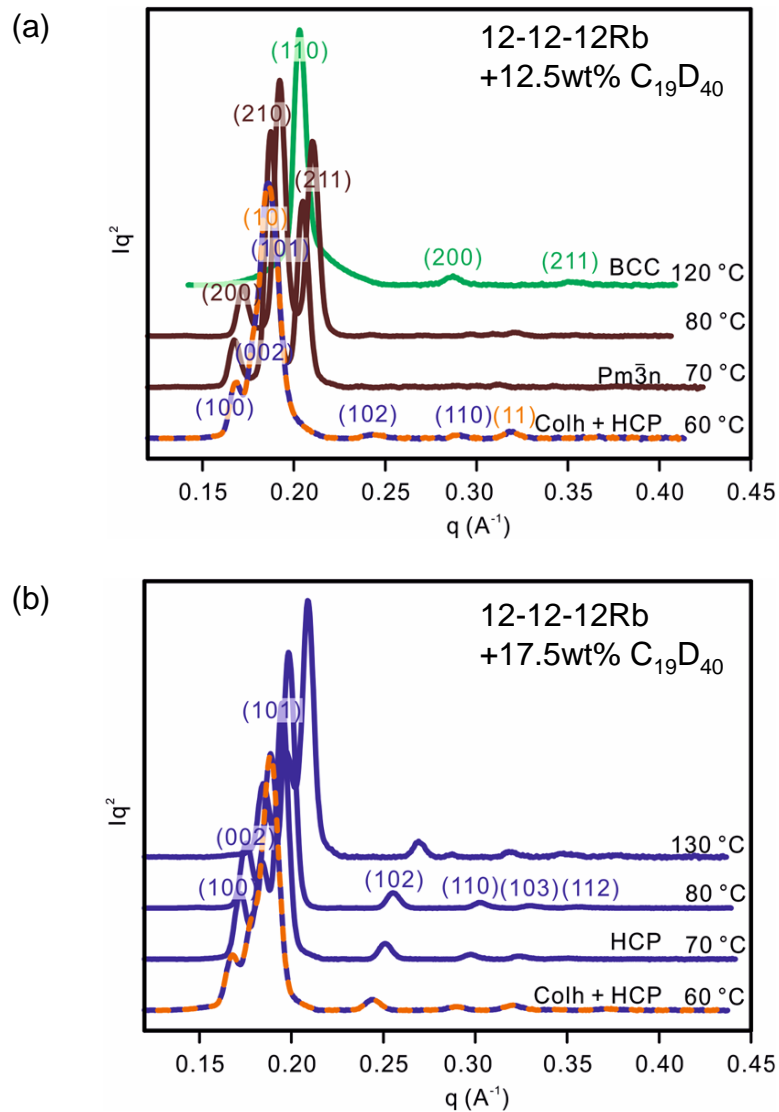 (a)
12-12-12Rb
+12.5wt% C₁₉D₄₀
(110)
(210)
(211)
(10)
(101)
(200)
(200)
(211)
BCC 120 °C
80 °C
(002)
Pm3̄n 70 °C
(100)
(102)
(110)
(11)
Colh + HCP 60 °C
Iq²
0.15 0.20 0.25 0.30 0.35 0.40 0.45
q (A⁻¹)
(b)
12-12-12Rb
+17.5wt% C₁₉D₄₀
(101)
(002)
130 °C
(100)
(102)
(110)
(103)
(112)
80 °C
HCP 70 °C
Colh + HCP 60 °C
Iq²
0.15 0.20 0.25 0.30 0.35 0.40 0.45
q (A⁻¹)